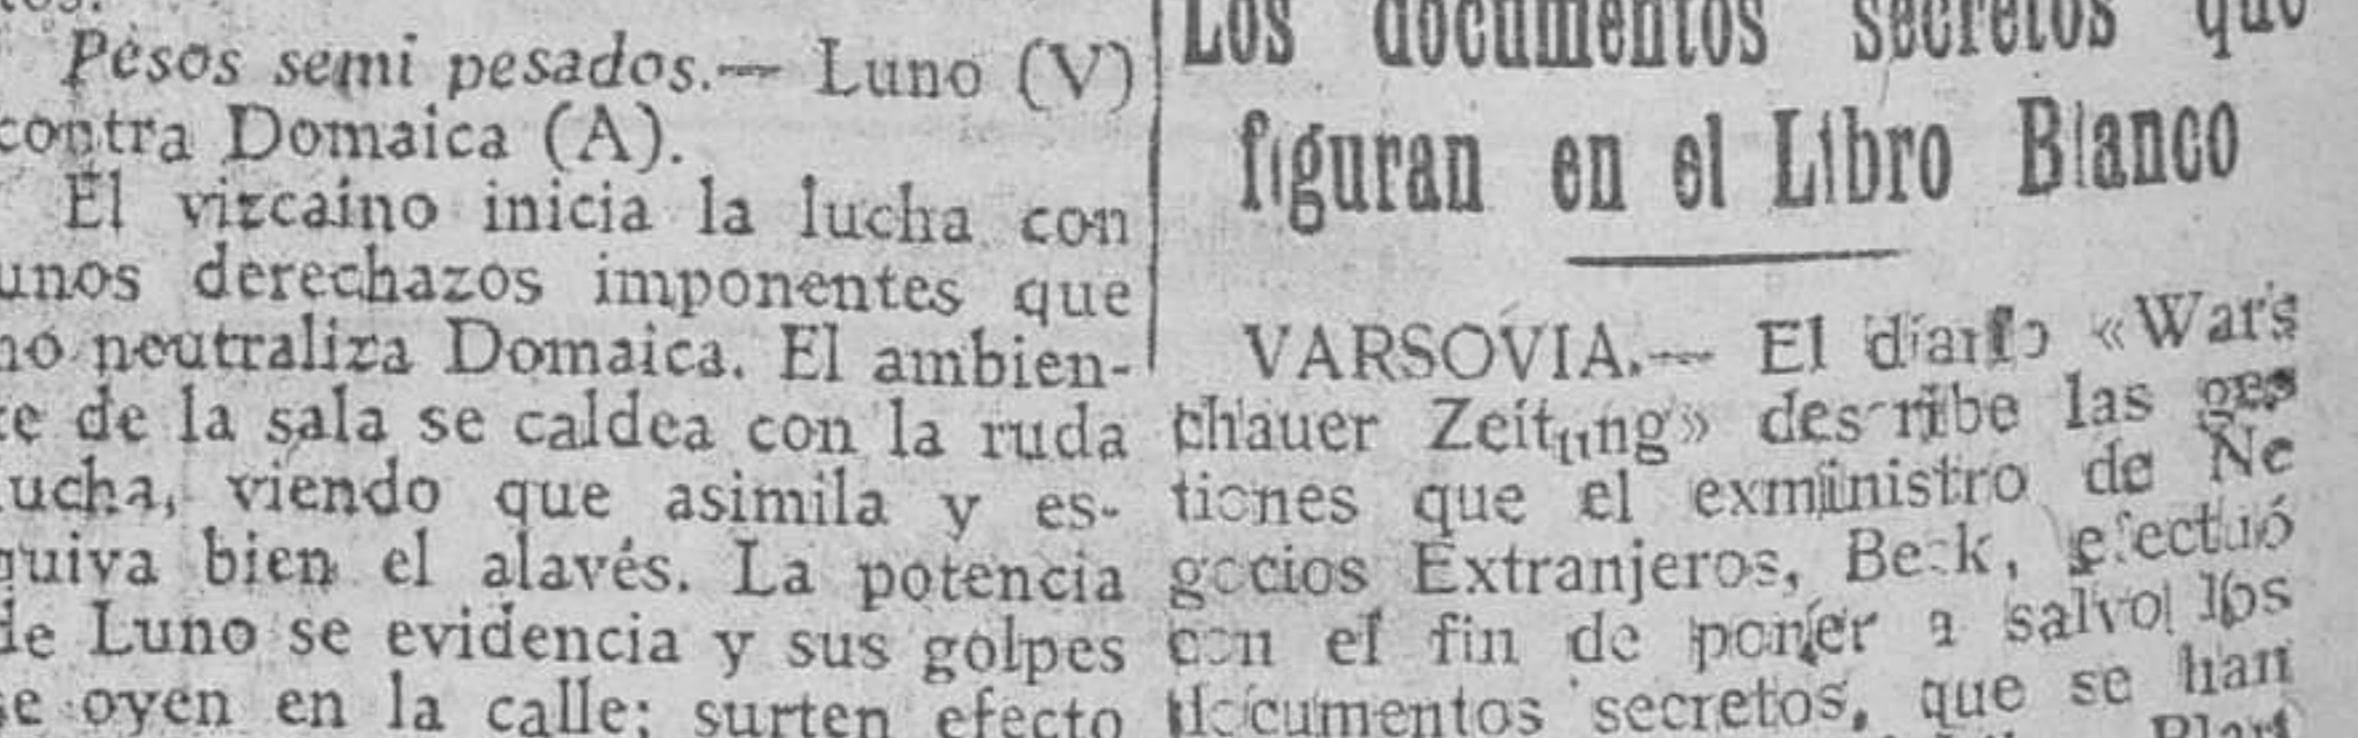 Pesos semi pesados.— Luno (V)
contra Domaica (A).
El vizcaíno inicia la lucha con
unos derechazos imponentes que
no neutraliza Domaica. El ambien-
te de la sala se caldea con la ruda
lucha, viendo que asimila y es-
quiva bien el alavés. La potencia
de Luno se evidencia y sus golpes
se oyen en la calle; surten efecto
Los documentos secretos que
figuran en el Libro Blanco
VARSOVIA.— El diario «Wars
chauer Zeitung» describe las ges
tiones que el exministro de Ne
gocios Extranjeros, Beck, efectuó
con el fin de poner a salvo los
documentos secretos, que se han